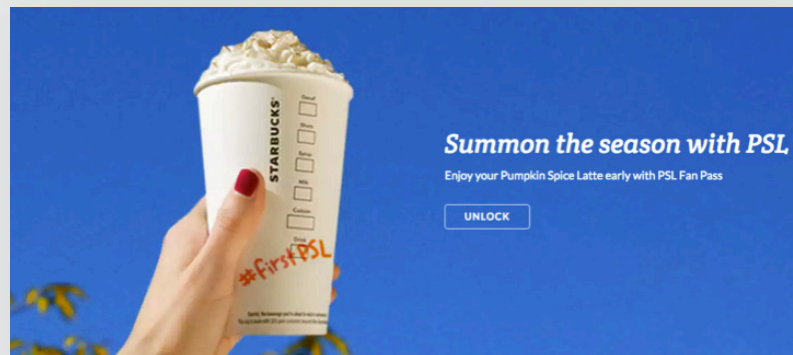 STARBUCKS®
Decaf
Shots
Syrup
Milk
Custom
Drink
#firstPSL
Summon the season with PSL
Enjoy your Pumpkin Spice Latte early with PSL Fan Pass
UNLOCK